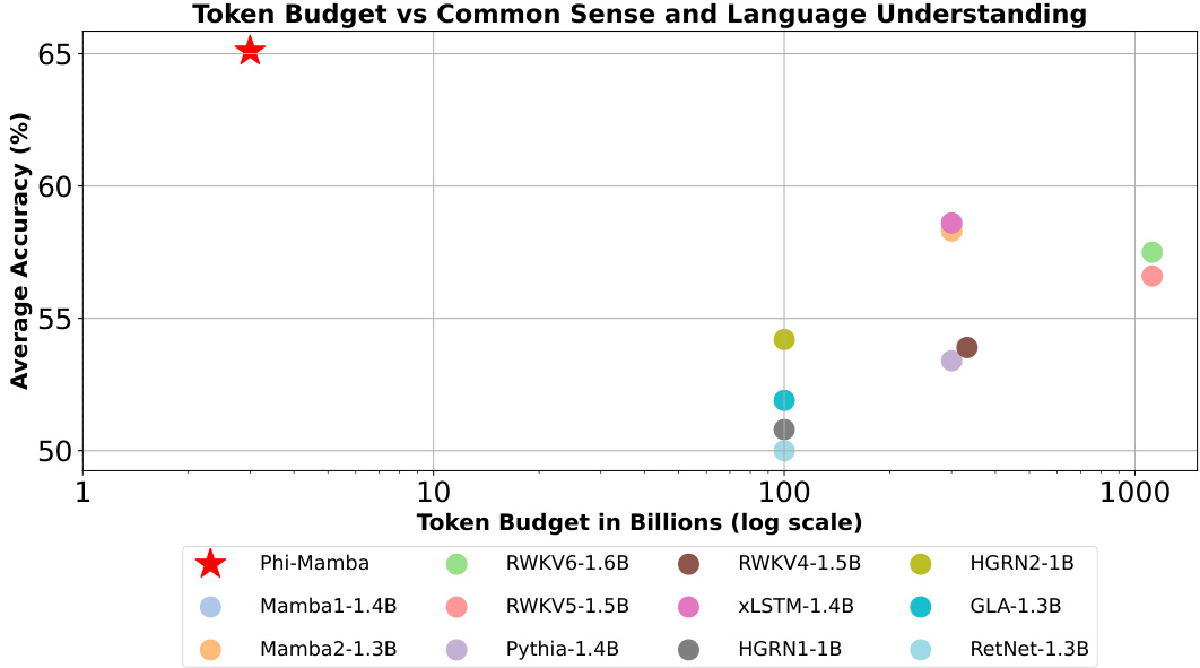 Token Budget vs Common Sense and Language Understanding
Average Accuracy (%)
65
60
55
50
1 10 100 1000
Token Budget in Billions (log scale)
Phi-Mamba RWKV6-1.6B RWKV4-1.5B HGRN2-1B
Mamba1-1.4B RWKV5-1.5B xLSTM-1.4B GLA-1.3B
Mamba2-1.3B Pythia-1.4B HGRN1-1B RetNet-1.3B